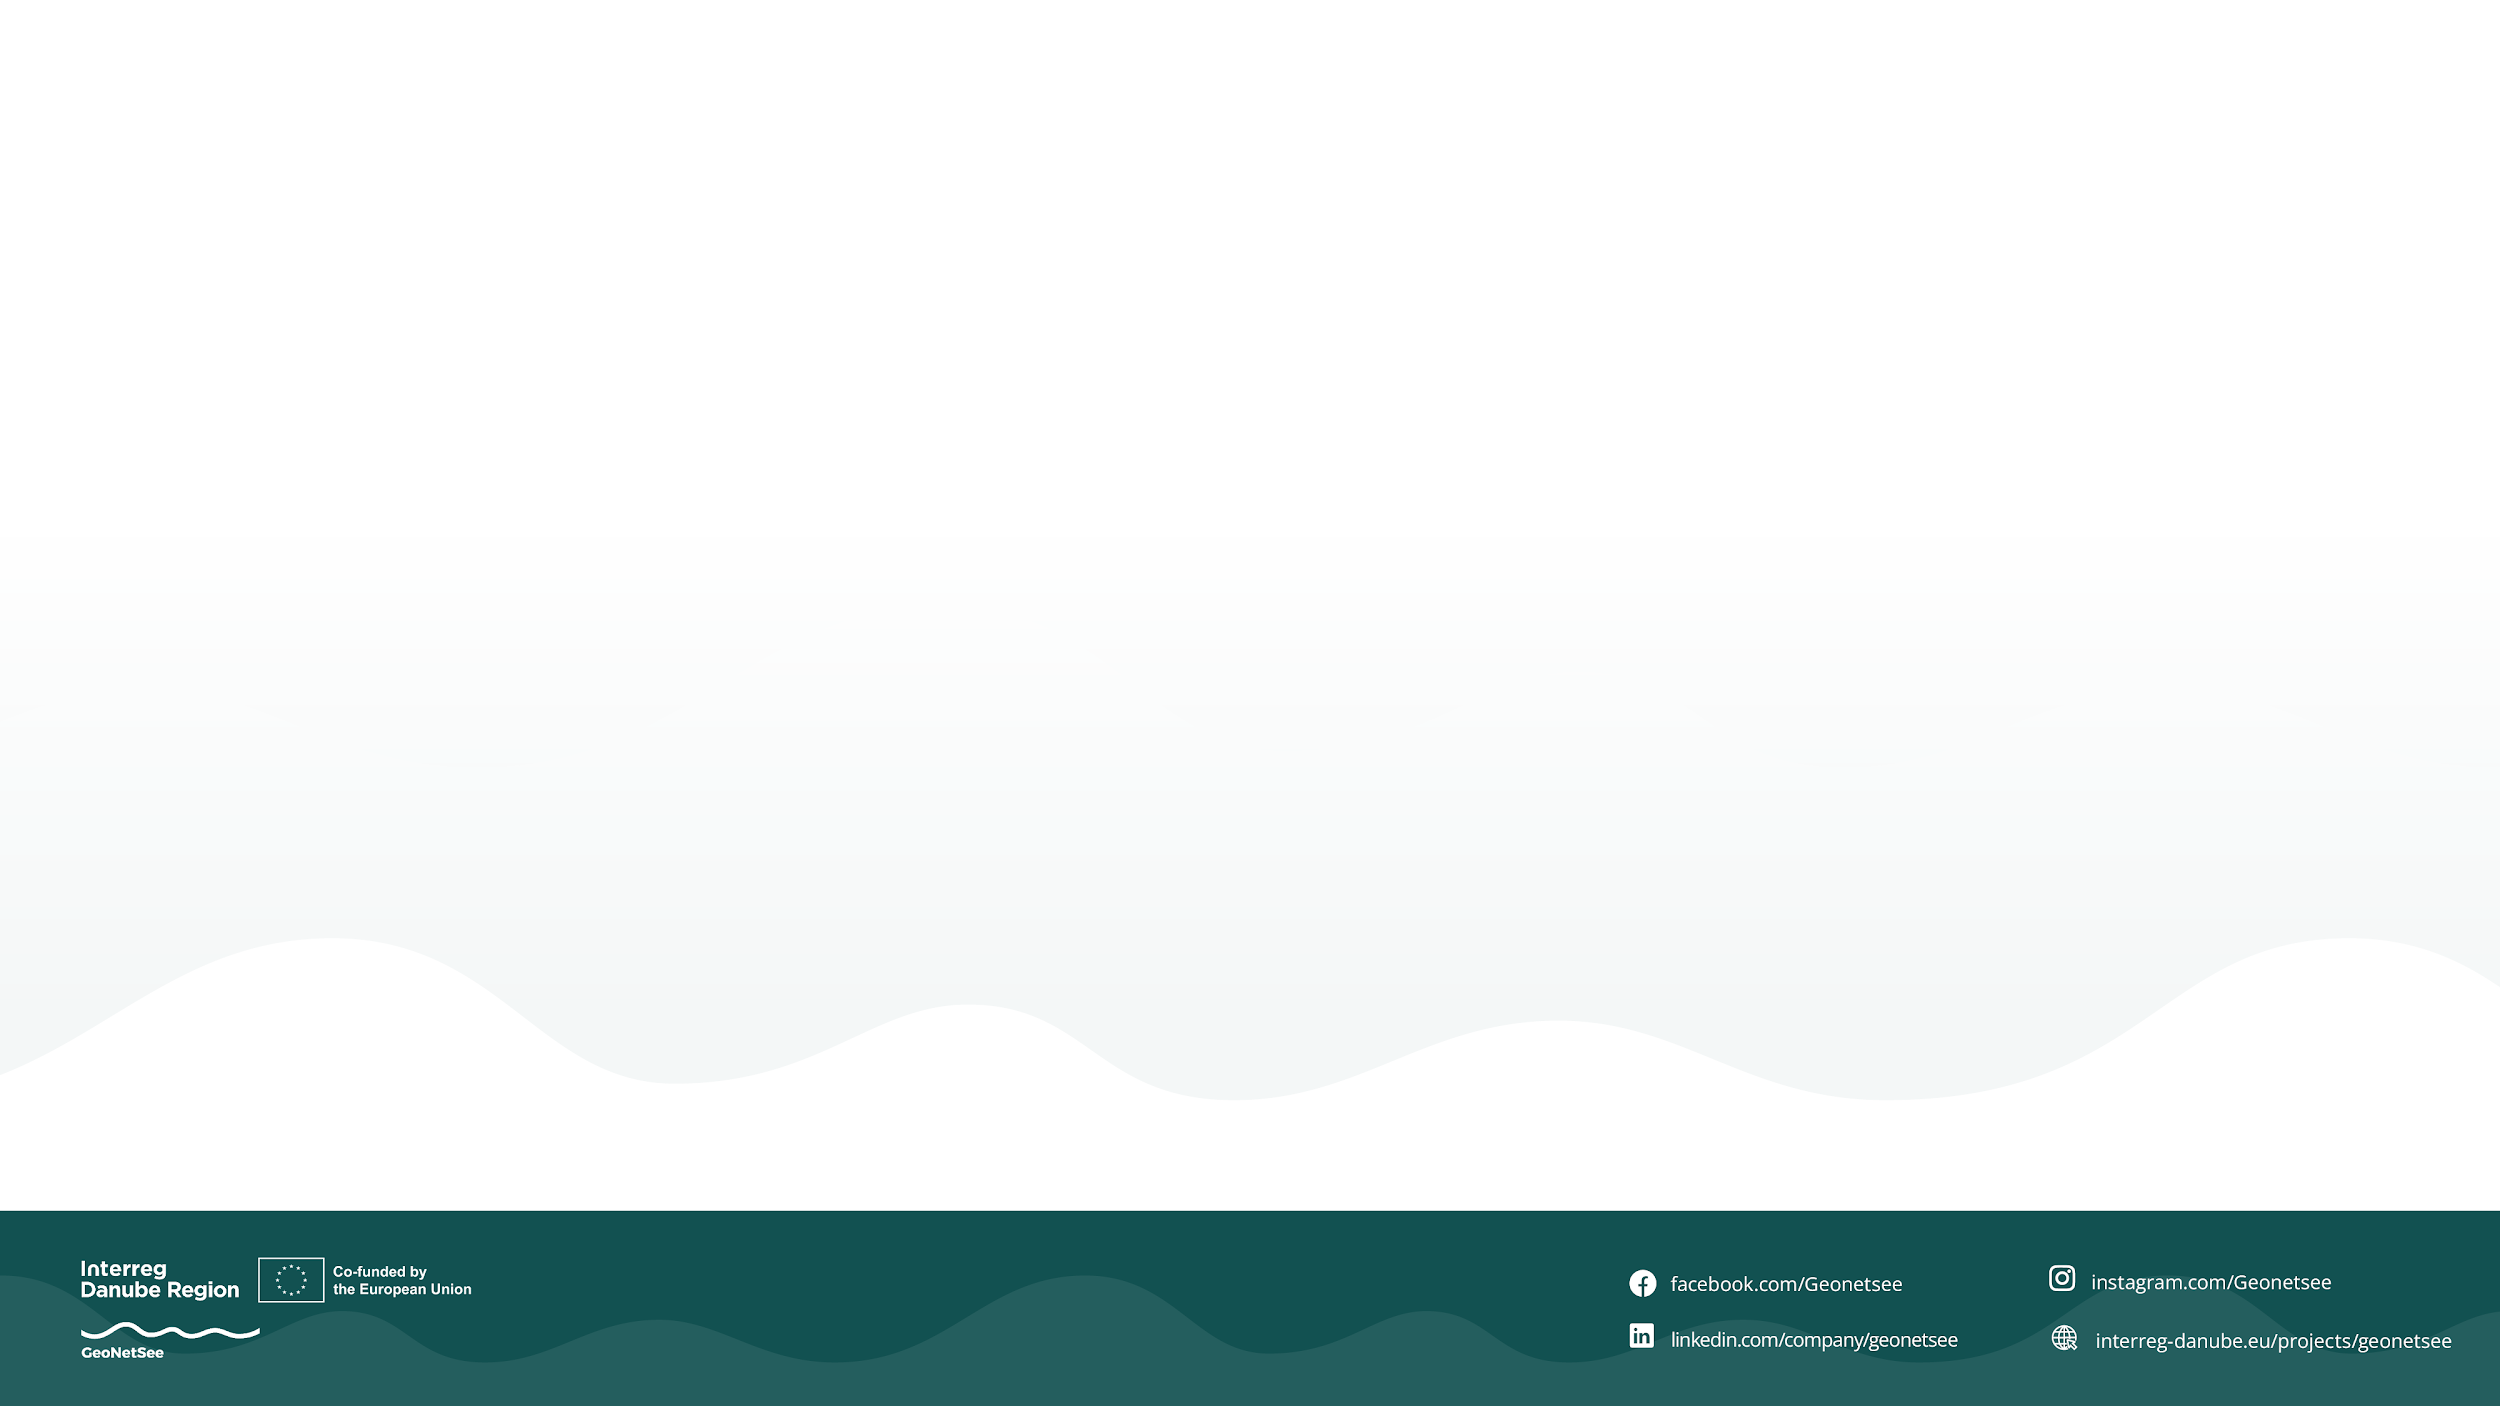 Interreg
Danube Region
Co-funded by
the European Union
GeoNetSee
facebook.com/Geonetsee
instagram.com/Geonetsee
linkedin.com/company/geonetsee
interreg-danube.eu/projects/geonetsee